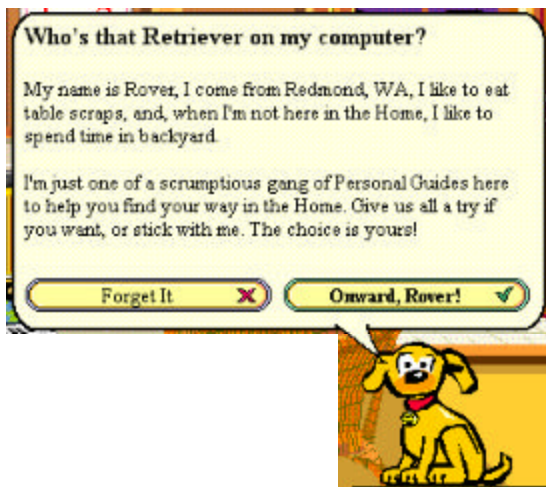 Who's that Retriever on my computer?
My name is Rover, I come from Redmond, WA, I like to eat
table scraps, and, when I'm not here in the Home, I like to
spend time in backyard.
I'm just one of a scrumptious gang of Personal Guides here
to help you find your way in the Home. Give us all a try if
you want, or stick with me. The choice is yours!
Forget It
Onward, Rover!